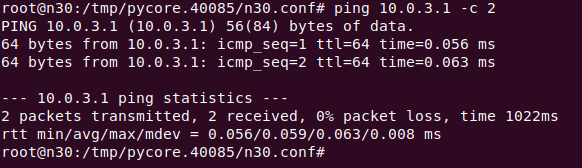 root@n30:/tmp/pycore.40085/n30.conf# ping 10.0.3.1 -c 2
PING 10.0.3.1 (10.0.3.1) 56(84) bytes of data.
64 bytes from 10.0.3.1: icmp_seq=1 ttl=64 time=0.056 ms
64 bytes from 10.0.3.1: icmp_seq=2 ttl=64 time=0.063 ms

--- 10.0.3.1 ping statistics ---
2 packets transmitted, 2 received, 0% packet loss, time 1022ms
rtt min/avg/max/mdev = 0.056/0.059/0.063/0.008 ms
root@n30:/tmp/pycore.40085/n30.conf#